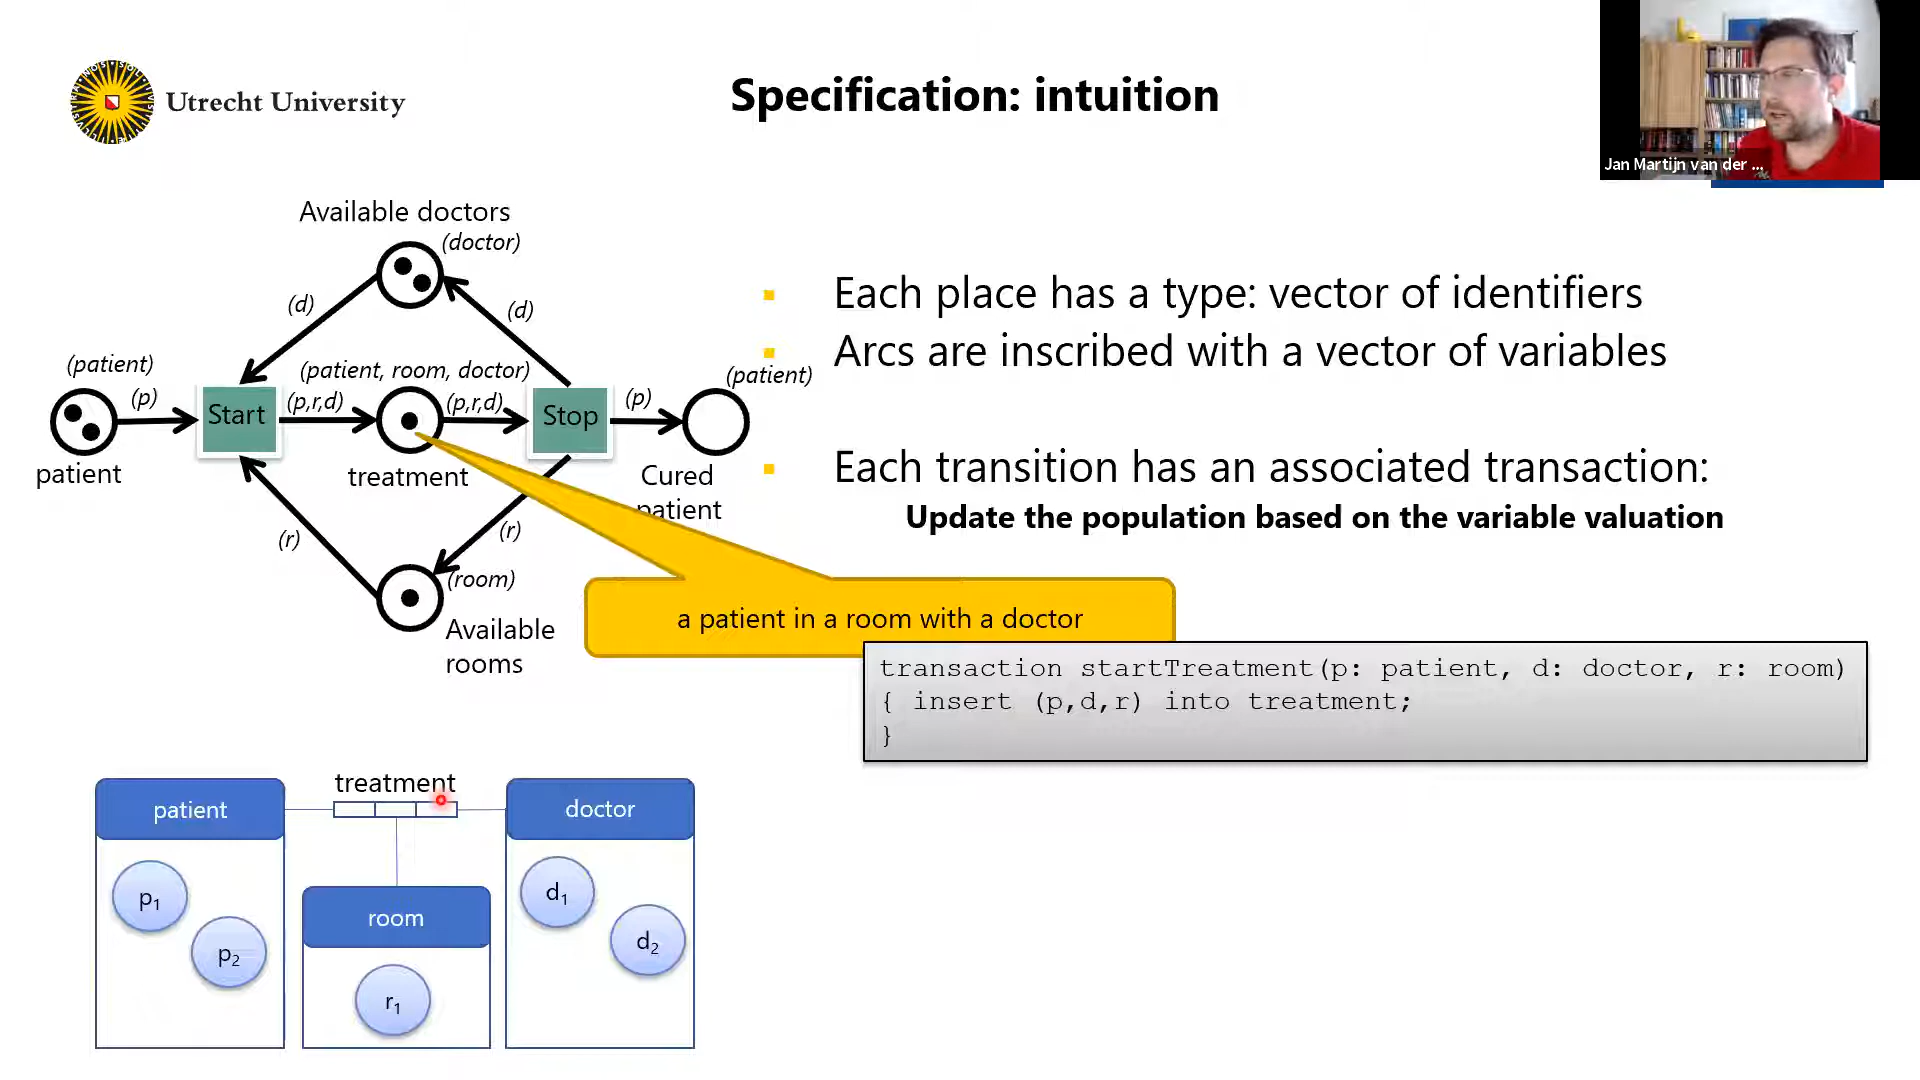 Utrecht University
Specification: intuition
Jan Martijn van der ...
Available doctors
(doctor)
(d)
(d)
(patient)
(p)
Start
(patient, room, doctor)
(p,r,d)
(p,r,d)
Stop
(p)
(patient)
patient
treatment
Cured
patient
(r)
(r)
(room)
Available
rooms
Each place has a type: vector of identifiers
Arcs are inscribed with a vector of variables
Each transition has an associated transaction:
Update the population based on the variable valuation
a patient in a room with a doctor
transaction startTreatment(p: patient, d: doctor, r: room)
{ insert (p,d,r) into treatment;
}
treatment
patient
doctor
room
p1
p2
d1
d2
r1